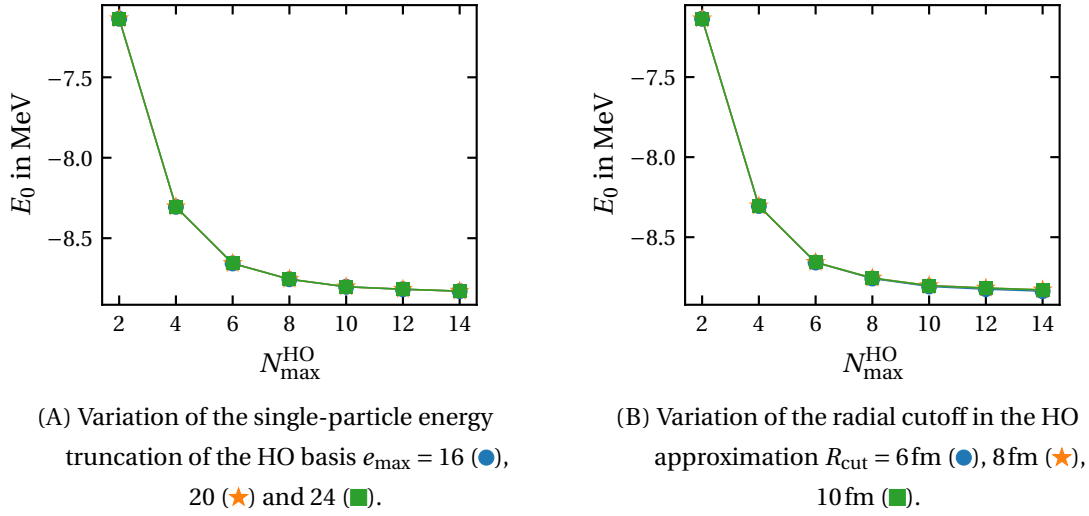 −7.5
−8.0
−8.5
E0 in MeV
2 4 6 8 10 12 14
N^HO_max
(A) Variation of the single-particle energy
truncation of the HO basis e_max = 16 (●),
20 (★) and 24 (■).
−7.5
−8.0
−8.5
E0 in MeV
2 4 6 8 10 12 14
N^HO_max
(B) Variation of the radial cutoff in the HO
approximation R_cut = 6 fm (●), 8 fm (★),
10 fm (■).